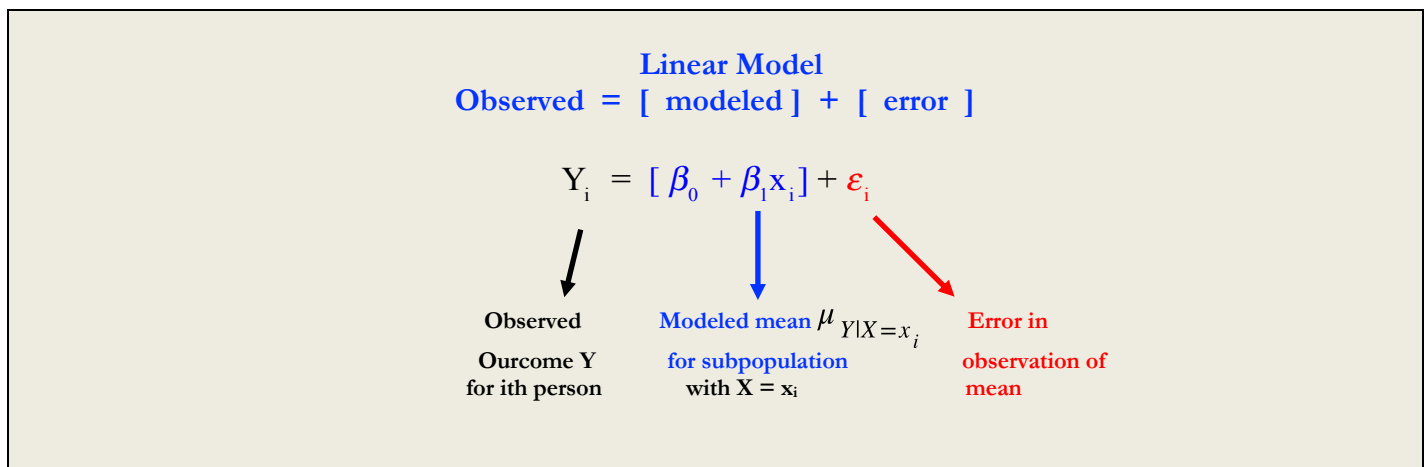 Linear Model
Observed = [ modeled ] + [ error ]
Yᵢ = [ β₀ + β₁xᵢ ] + εᵢ
Observed Modeled mean μ Y|X=xᵢ Error in
Ourcome Y for subpopulation observation of
for ith person with X = xᵢ mean